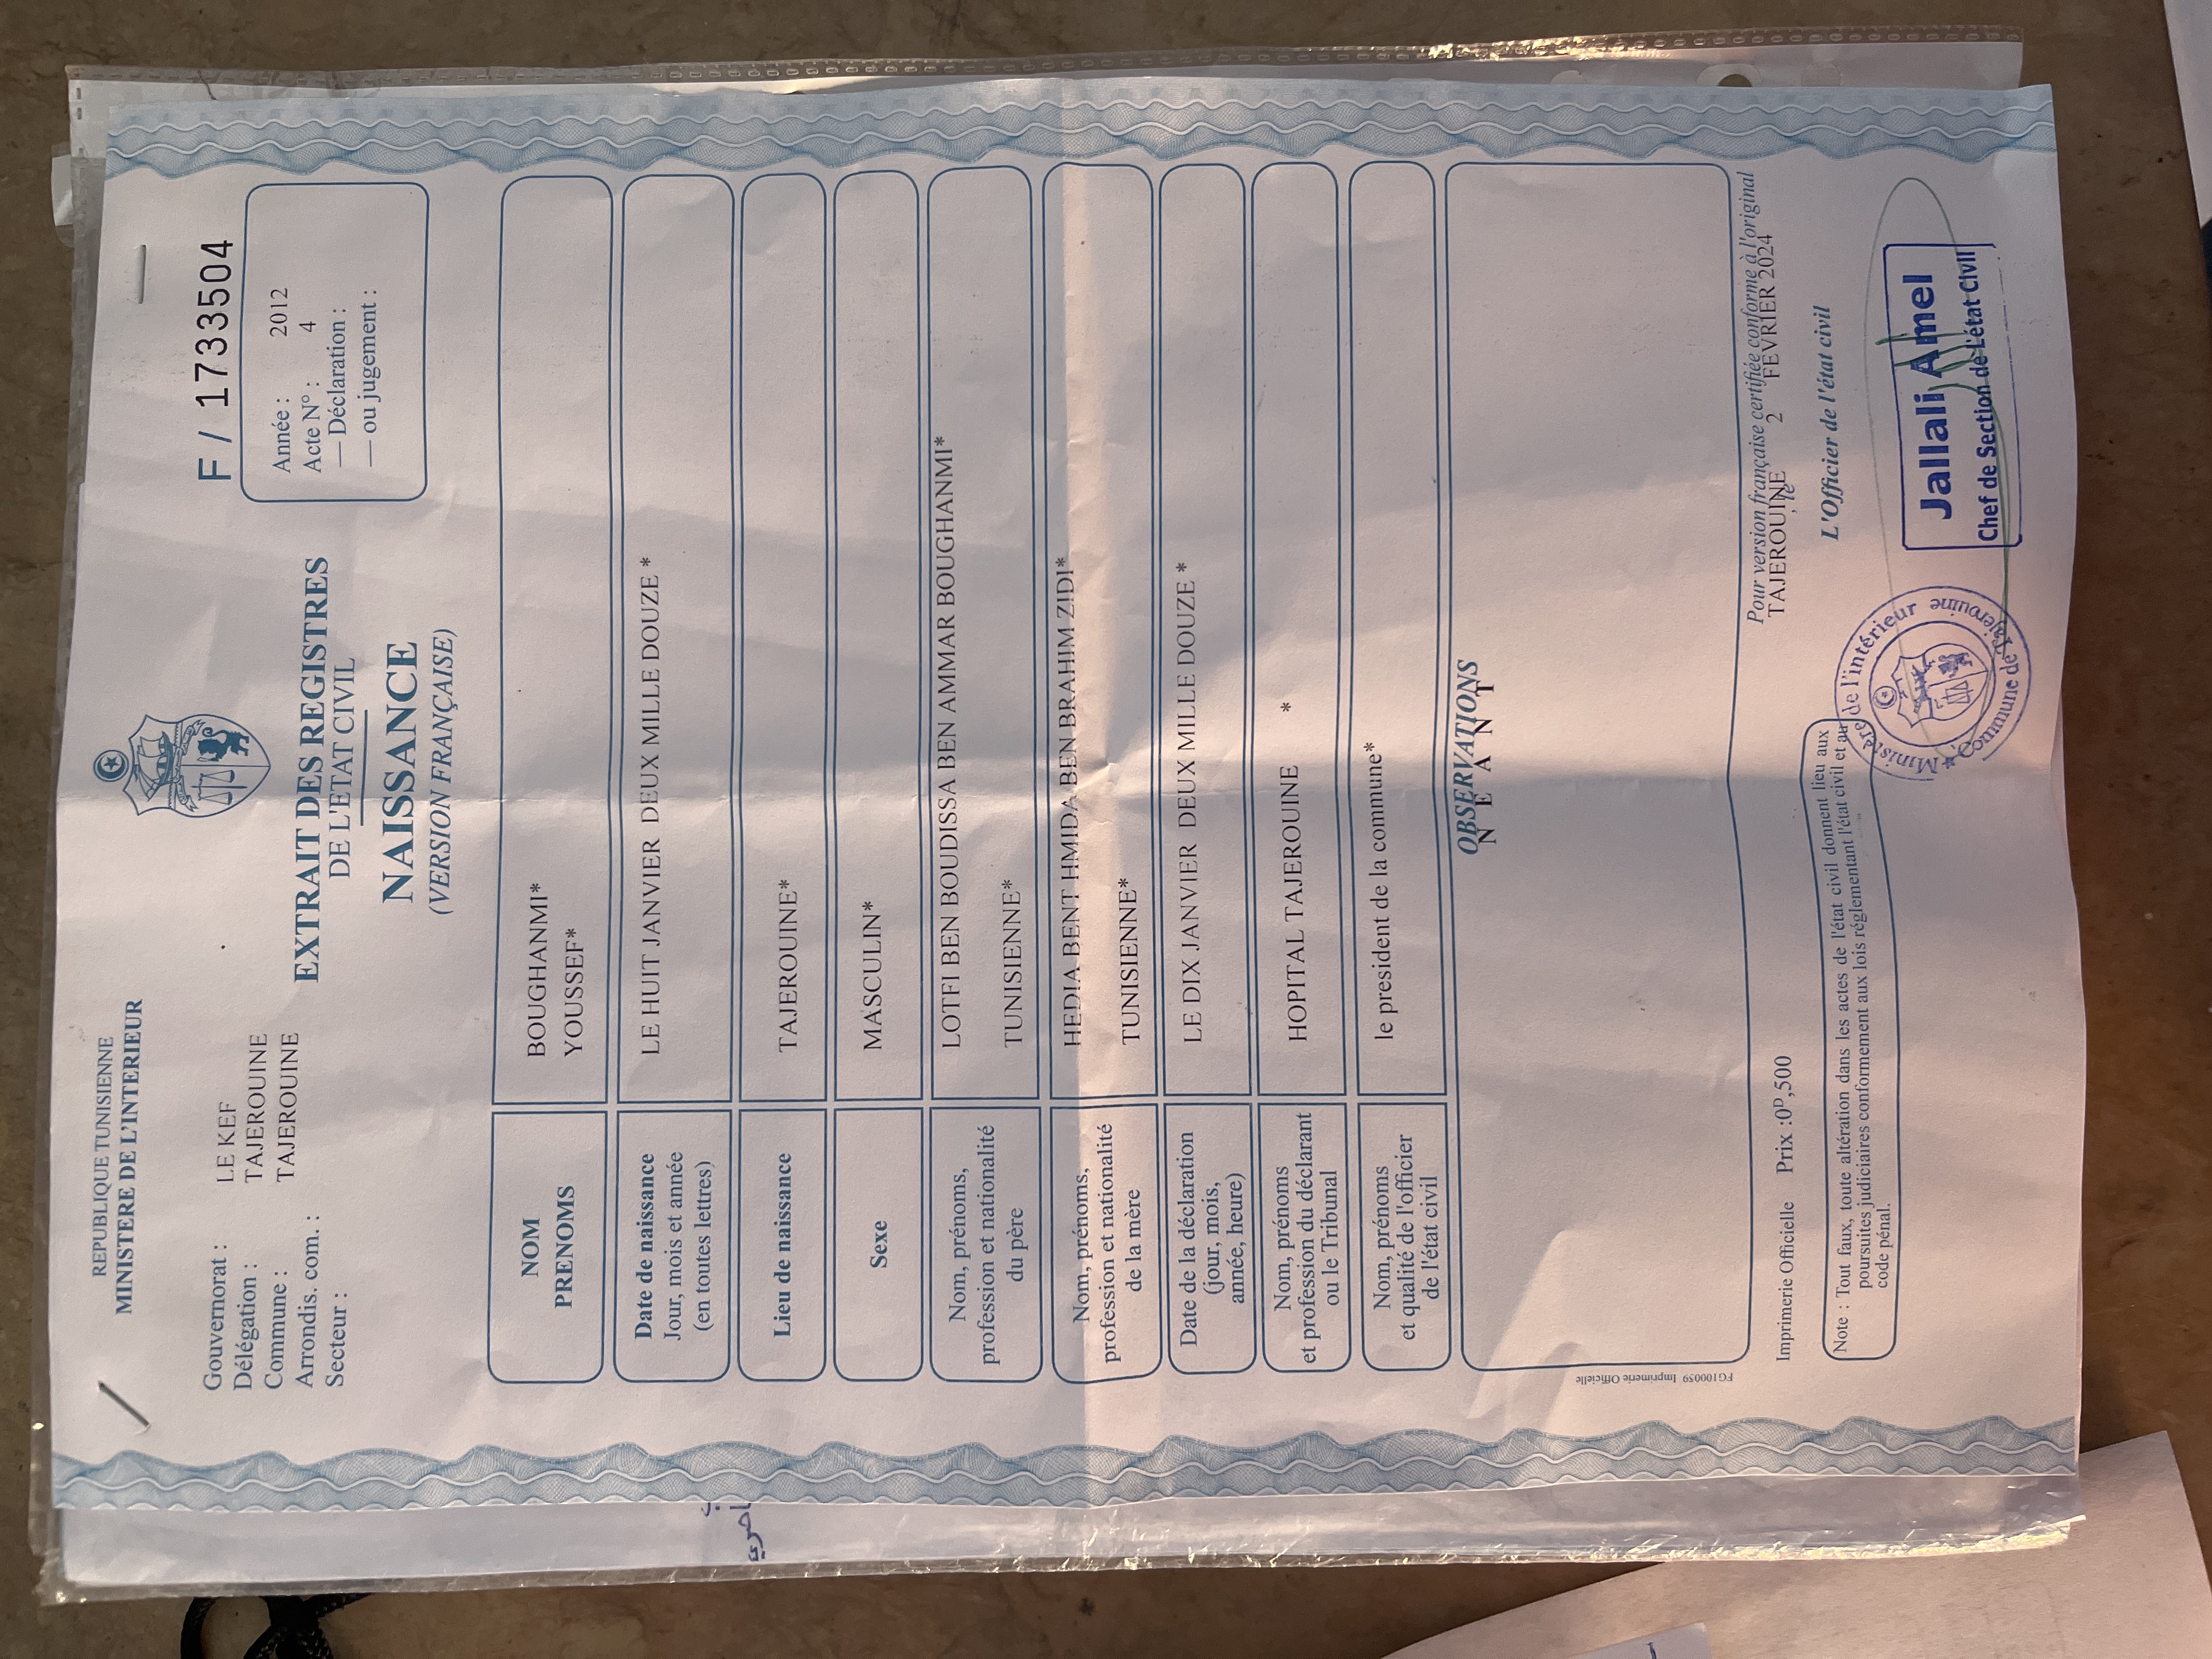 REPUBLIQUE TUNISIENNE
MINISTERE DE L'INTERIEUR
Gouvernorat : LE KEF
Délégation : TAJEROUINE
Commune : TAJEROUINE
Arrondis. com. :
Secteur :
EXTRAIT DES REGISTRES
DE L'ETAT CIVIL
NAISSANCE
(VERSION FRANÇAISE)
F / 1733504
Année : 2012
Acte N° : 4
— Déclaration :
— ou jugement :
NOM
PRENOMS
BOUGHANMI*
YOUSSEF*
Date de naissance
Jour, mois et année
(en toutes lettres)
LE HUIT JANVIER DEUX MILLE DOUZE *
Lieu de naissance
TAJEROUINE*
Sexe
MASCULIN*
Nom, prénoms,
profession et nationalité
du père
LOTFI BEN BOUDISSA BEN AMMAR BOUGHANMI*
TUNISIENNE*
Nom, prénoms,
profession et nationalité
de la mère
HEDIA BENT HMIDA BEN BRAHIM ZIDI*
TUNISIENNE*
Date de la déclaration
(jour, mois,
année, heure)
LE DIX JANVIER DEUX MILLE DOUZE *
Nom, prénoms
et profession du déclarant
ou le Tribunal
HOPITAL TAJEROUINE *
Nom, prénoms
et qualité de l'officier
de l'état civil
le president de la commune*
OBSERVATIONS
N E A N T
FG100059 Imprimerie Officielle
Imprimerie Officielle Prix :0D,500
Pour version française certifiée conforme à l'original
TAJEROUINE, le 2 FEVRIER 2024
L'Officier de l'état civil
Note : Tout faux, toute altération dans les actes de l'état civil donnent lieu aux
poursuites judiciaires conformement aux lois réglementant l'état civil et au
code pénal.
Ministère de l'intérieur
Commune de Tajerouine
Jallali Amel
Chef de Section de L'état Civil